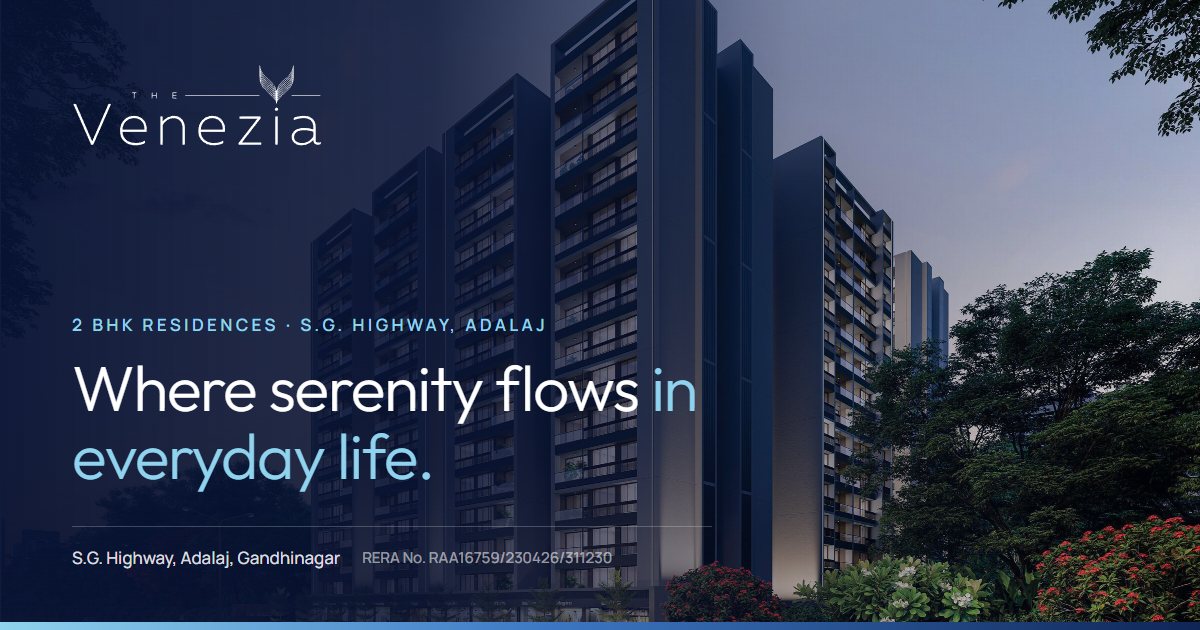 THE
Venezia
2 BHK RESIDENCES · S.G. HIGHWAY, ADALAJ
Where serenity flows in
everyday life.
S.G. Highway, Adalaj, Gandhinagar RERA No. RAA16759/230426/311230